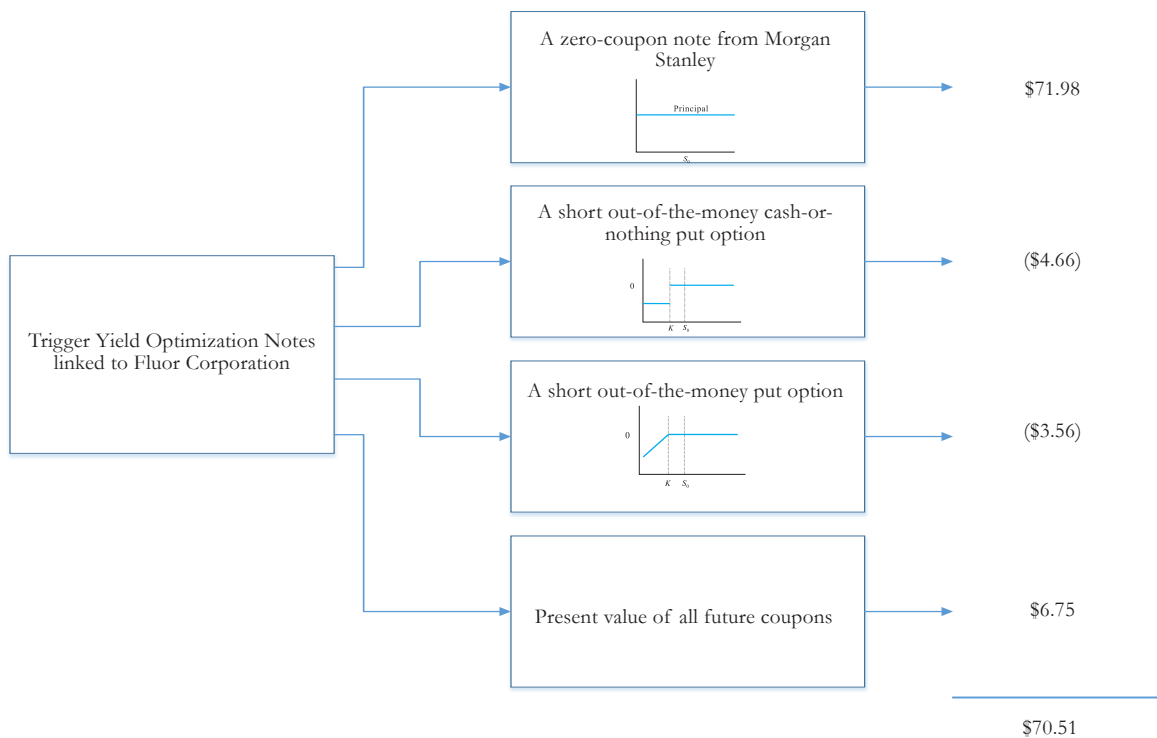 A zero-coupon note from Morgan
Stanley
Principal
S₀
$71.98
A short out-of-the-money cash-or-
nothing put option
0
K S₀
($4.66)
Trigger Yield Optimization Notes
linked to Fluor Corporation
A short out-of-the-money put option
0
K S₀
($3.56)
Present value of all future coupons
$6.75
$70.51